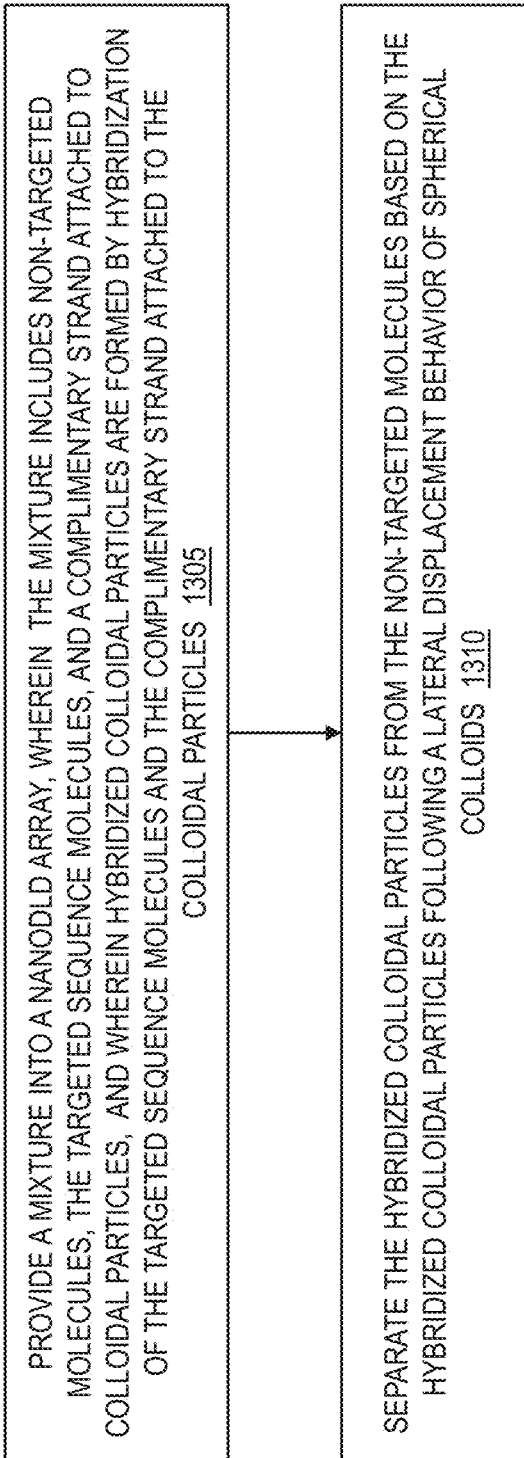 PROVIDE A MIXTURE INTO A NANODLD ARRAY, WHEREIN THE MIXTURE INCLUDES NON-TARGETED
MOLECULES, THE TARGETED SEQUENCE MOLECULES, AND A COMPLIMENTARY STRAND ATTACHED TO
COLLOIDAL PARTICLES, AND WHEREIN HYBRIDIZED COLLOIDAL PARTICLES ARE FORMED BY HYBRIDIZATION
OF THE TARGETED SEQUENCE MOLECULES AND THE COMPLIMENTARY STRAND ATTACHED TO THE
COLLOIDAL PARTICLES 1305
SEPARATE THE HYBRIDIZED COLLOIDAL PARTICLES FROM THE NON-TARGETED MOLECULES BASED ON THE
HYBRIDIZED COLLOIDAL PARTICLES FOLLOWING A LATERAL DISPLACEMENT BEHAVIOR OF SPHERICAL
COLLOIDS 1310